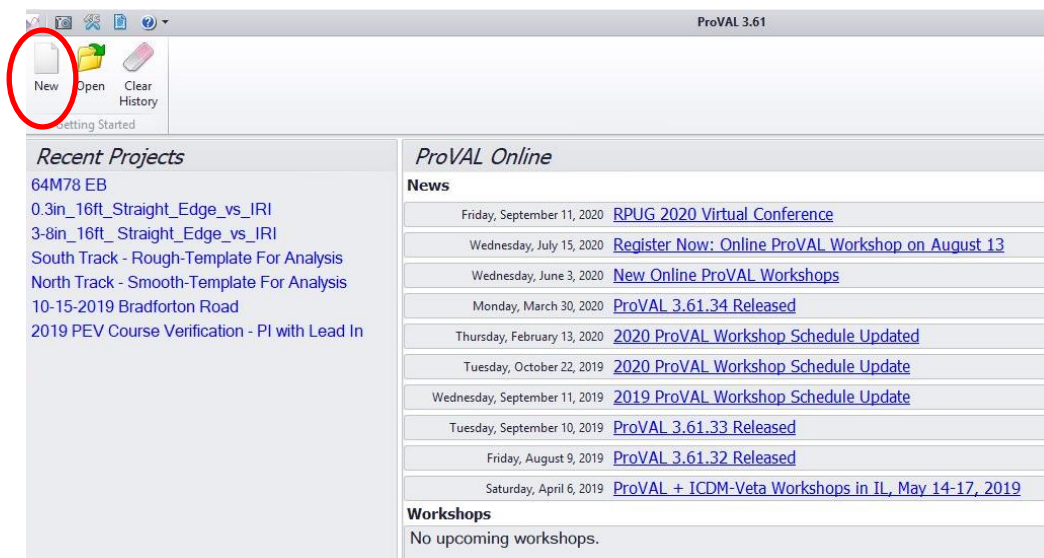 ProVAL 3.61
New Open Clear History
Getting Started
Recent Projects
64M78 EB
0.3in_16ft_Straight_Edge_vs_IRI
3-8in_16ft_ Straight_Edge_vs_IRI
South Track - Rough-Template For Analysis
North Track - Smooth-Template For Analysis
10-15-2019 Bradforton Road
2019 PEV Course Verification - PI with Lead In
ProVAL Online
News
Friday, September 11, 2020 RPUG 2020 Virtual Conference
Wednesday, July 15, 2020 Register Now: Online ProVAL Workshop on August 13
Wednesday, June 3, 2020 New Online ProVAL Workshops
Monday, March 30, 2020 ProVAL 3.61.34 Released
Thursday, February 13, 2020 2020 ProVAL Workshop Schedule Updated
Tuesday, October 22, 2019 2020 ProVAL Workshop Schedule Update
Wednesday, September 11, 2019 2019 ProVAL Workshop Schedule Update
Tuesday, September 10, 2019 ProVAL 3.61.33 Released
Friday, August 9, 2019 ProVAL 3.61.32 Released
Saturday, April 6, 2019 ProVAL + ICDM-Veta Workshops in IL, May 14-17, 2019
Workshops
No upcoming workshops.